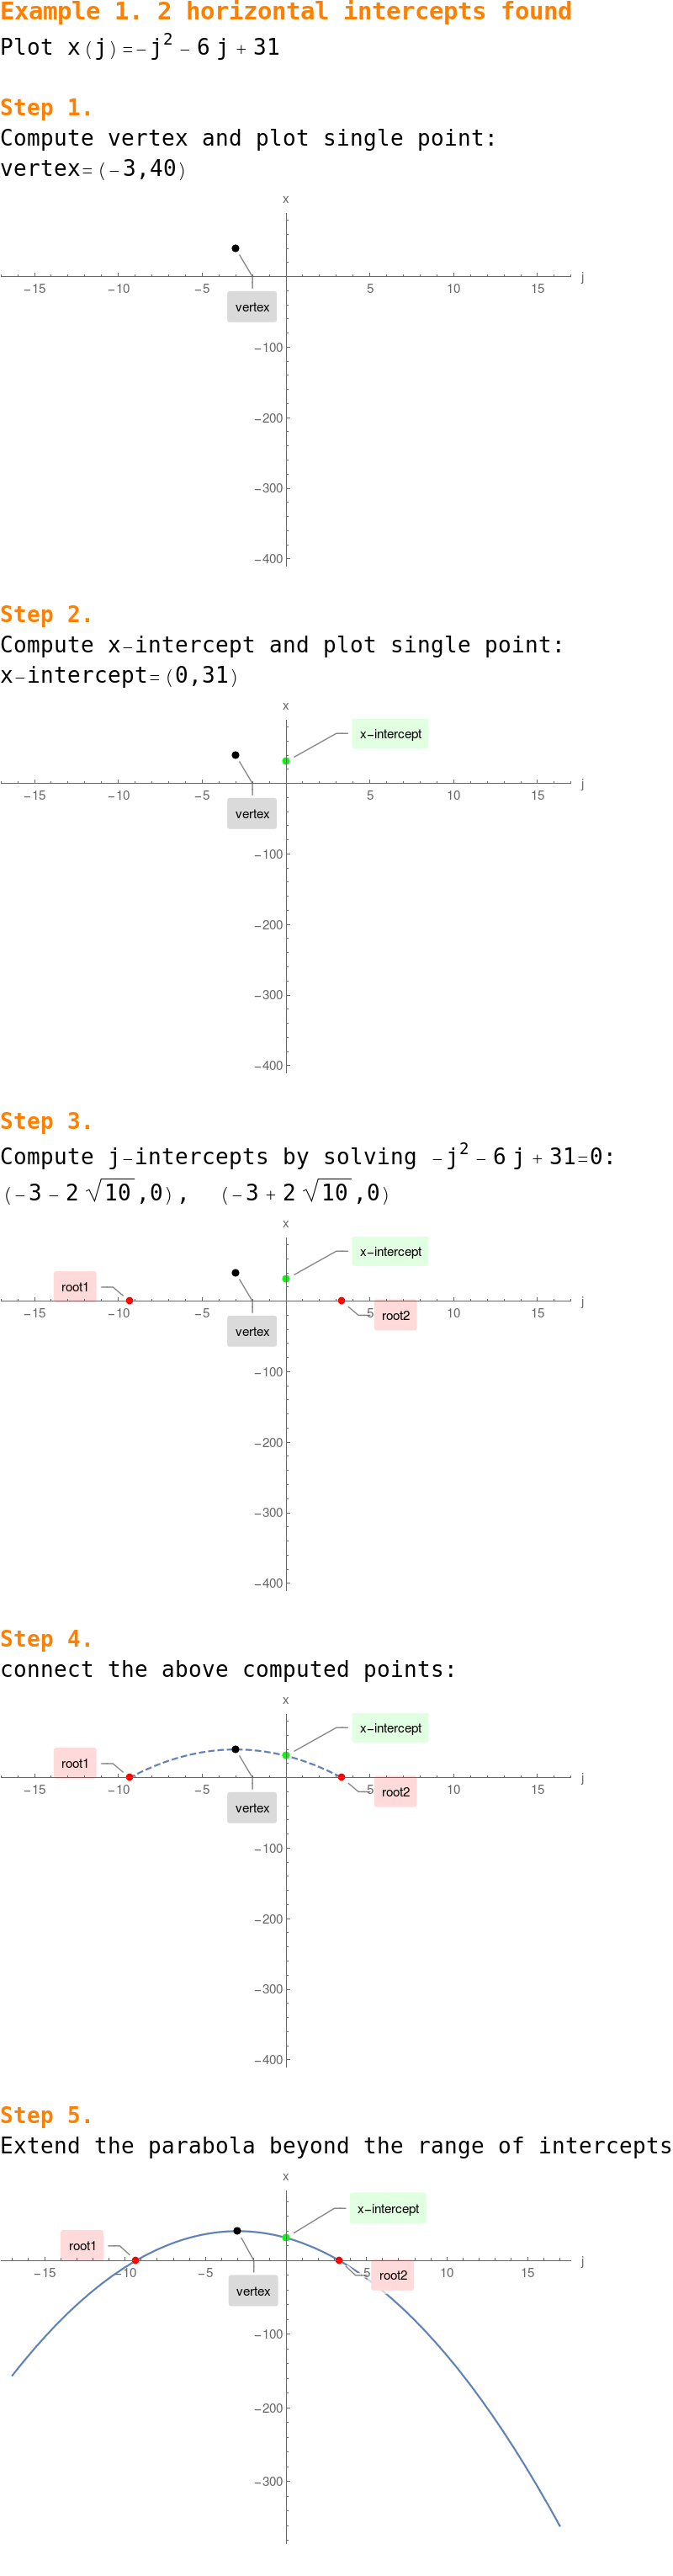 Example 1. 2 horizontal intercepts found
Plot x(j)=−j² − 6 j + 31
Step 1.
Compute vertex and plot single point:
vertex=(−3,40)
x
−15 −10 −5 5 10 15 j
vertex
−100
−200
−300
−400
Step 2.
Compute x−intercept and plot single point:
x−intercept=(0,31)
x
x−intercept
−15 −10 −5 5 10 15 j
vertex
−100
−200
−300
−400
Step 3.
Compute j−intercepts by solving −j² − 6 j + 31=0:
(−3 − 2 √10 ,0), (−3 + 2 √10 ,0)
x
x−intercept
root1
−15 −10 −5 5 10 15 j
root2
vertex
−100
−200
−300
−400
Step 4.
connect the above computed points:
x
x−intercept
root1
−15 −10 −5 5 10 15 j
root2
vertex
−100
−200
−300
−400
Step 5.
Extend the parabola beyond the range of intercepts
x
x−intercept
root1
−15 −10 −5 5 10 15 j
root2
vertex
−100
−200
−300